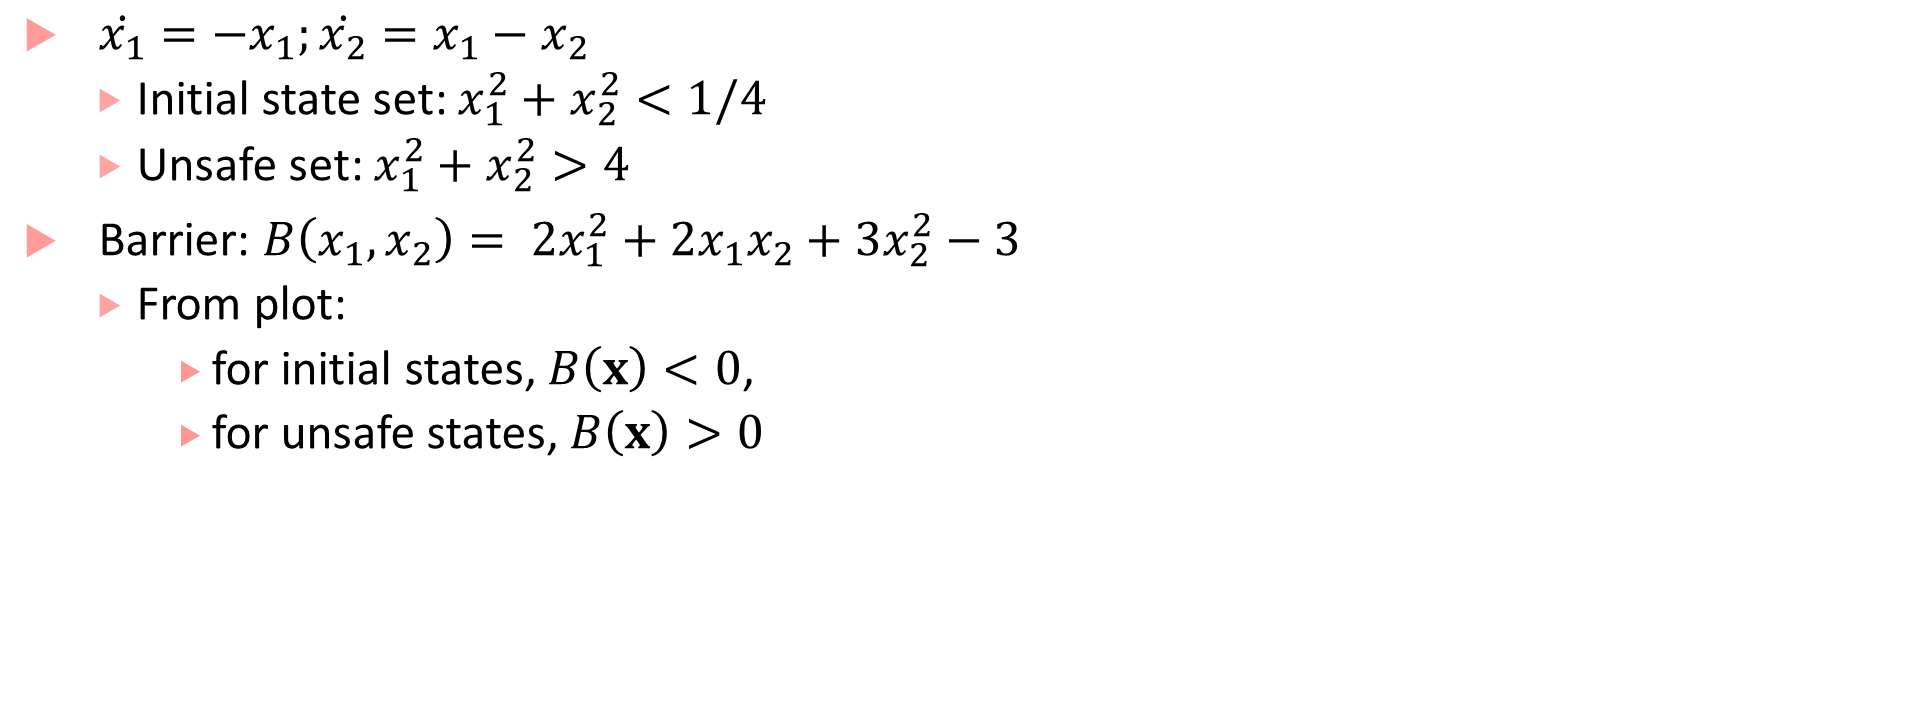 ▶ ẋ₁ = −x₁; ẋ₂ = x₁ − x₂
▶ Initial state set: x₁² + x₂² < 1/4
▶ Unsafe set: x₁² + x₂² > 4
▶ Barrier: B(x₁, x₂) = 2x₁² + 2x₁x₂ + 3x₂² − 3
▶ From plot:
▶ for initial states, B(𝐱) < 0,
▶ for unsafe states, B(𝐱) > 0